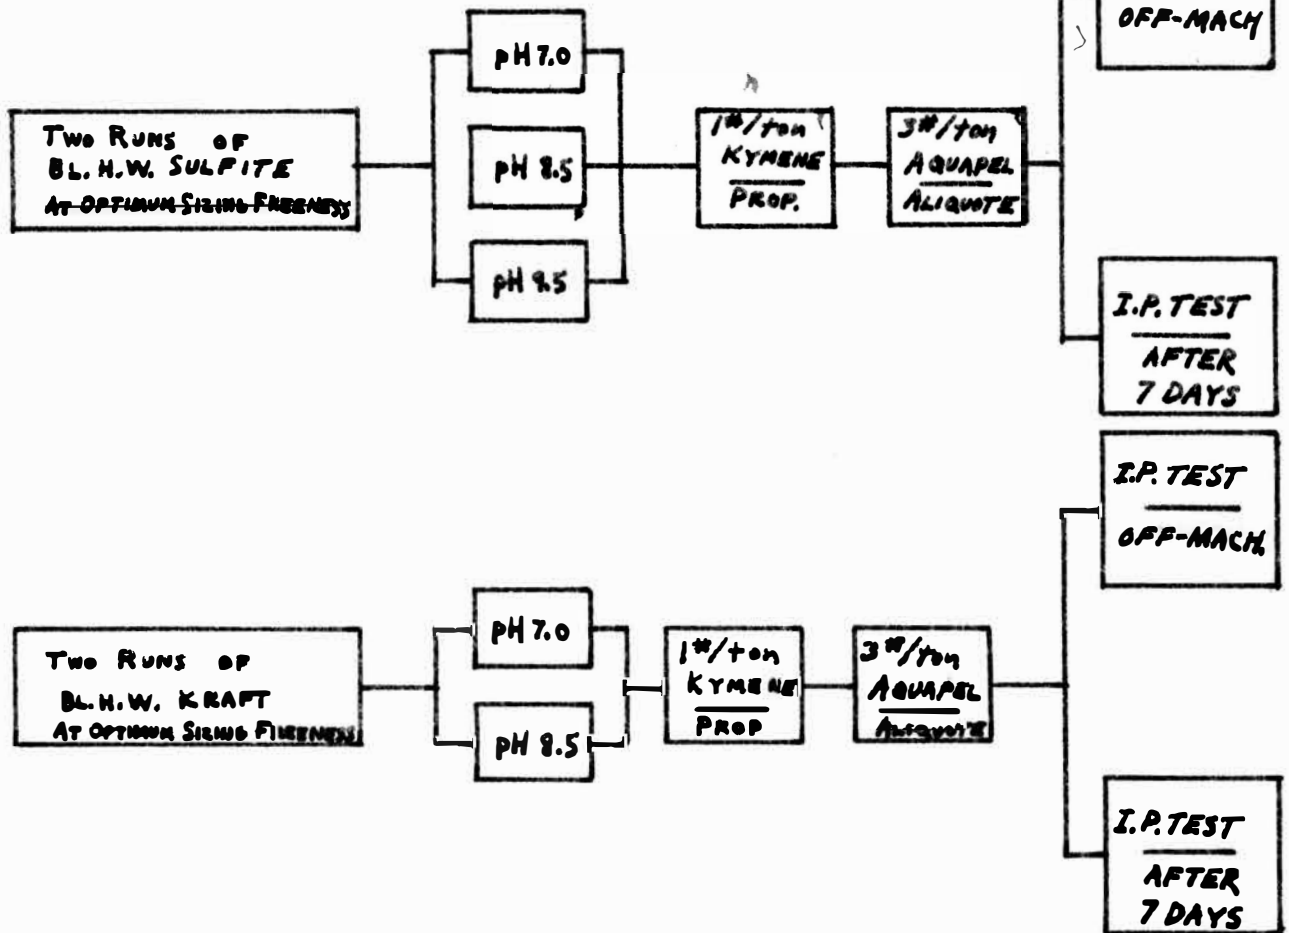 OFF-MACH
TWO RUNS OF
BL. H.W. SULFITE
AT OPTIMUM SIZING FREENESS
pH 7.0
pH 8.5
pH 9.5
1#/ton
KYMENE
PROP.
3#/ton
AQUAPEL
ALIQUOTE
I.P. TEST
AFTER
7 DAYS
TWO RUNS OF
BL. H.W. KRAFT
AT OPTIMUM SIZING FREENESS
pH 7.0
pH 8.5
1#/ton
KYMENE
PROP
3#/ton
AQUAPEL
ALIQUOTE
I.P. TEST
OFF-MACH.
I.P. TEST
AFTER
7 DAYS